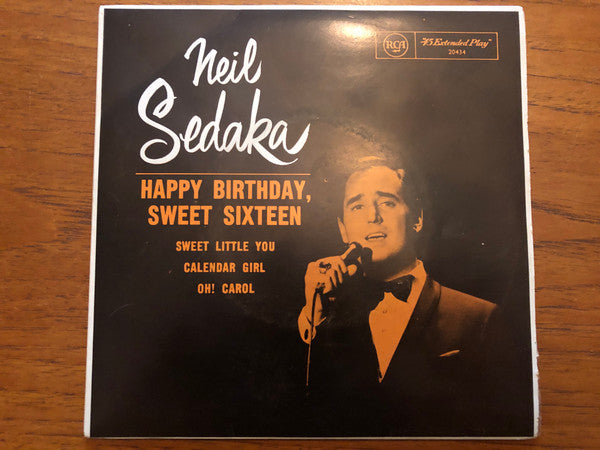 Neil
Sedaka
RCA
"45 Extended Play"
20434
HAPPY BIRTHDAY,
SWEET SIXTEEN
SWEET LITTLE YOU
CALENDAR GIRL
OH! CAROL